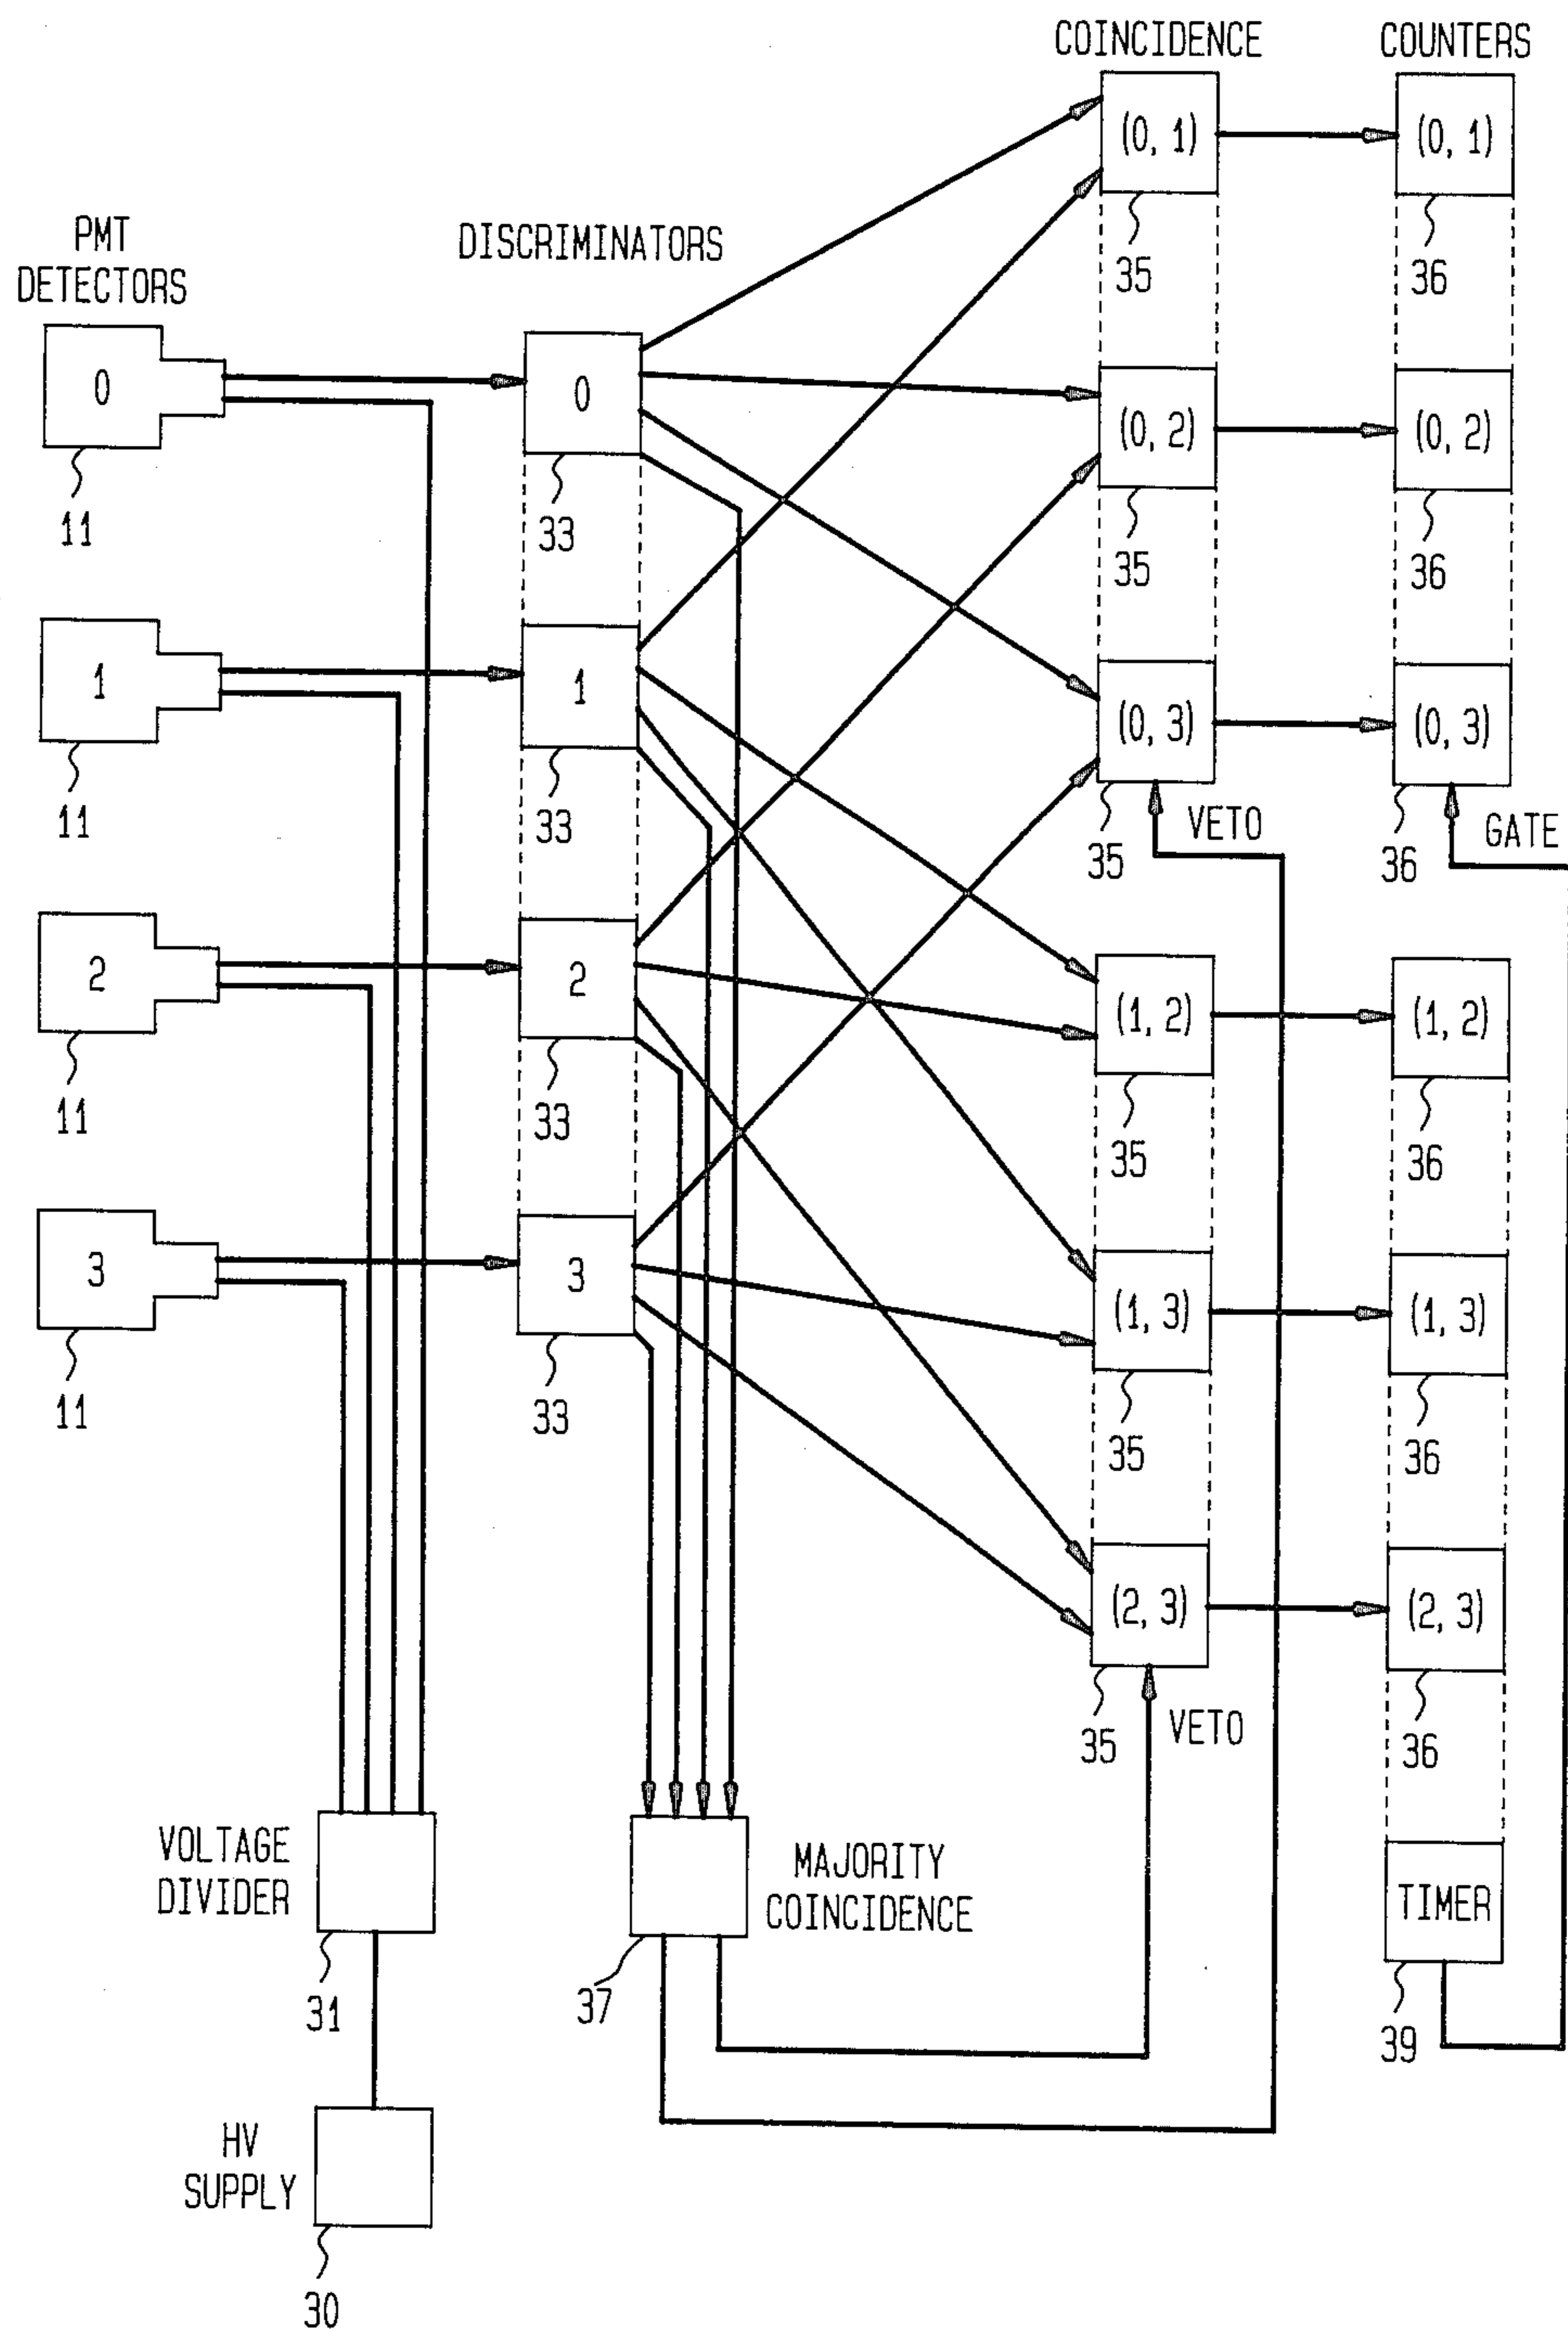 COINCIDENCE COUNTERS
(0, 1) (0, 1)
35 36
PMT
DETECTORS
DISCRIMINATORS
0 0
11 33
(0, 2) (0, 2)
35 36
1 1
11 33
(0, 3) (0, 3)
35 VETO 36 GATE
2 2
11 33
(1, 2) (1, 2)
35 36
3 3
11 33
(1, 3) (1, 3)
35 36
(2, 3) (2, 3)
35 VETO 36
VOLTAGE
DIVIDER
31
MAJORITY
COINCIDENCE
37
TIMER
39
HV
SUPPLY
30